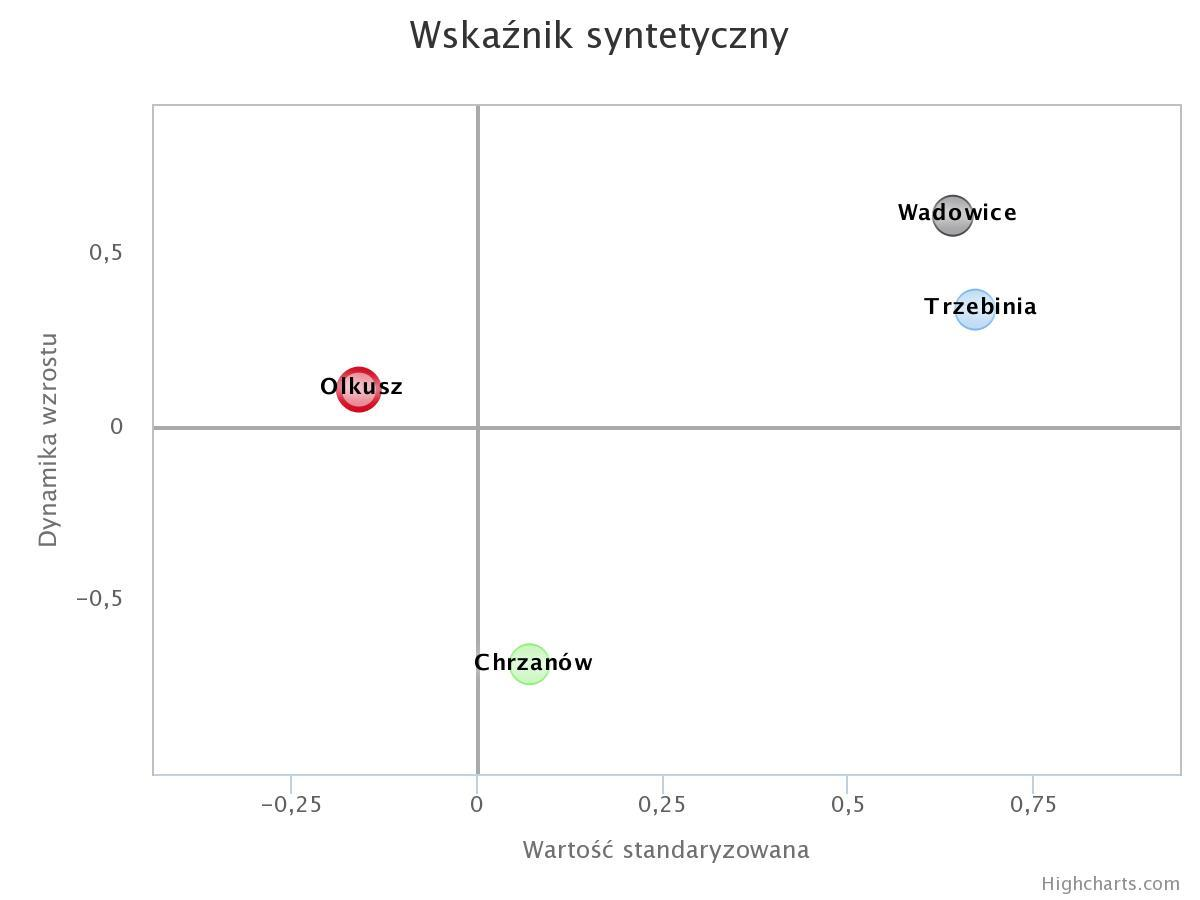 Wskaźnik syntetyczny
Dynamika wzrostu
0,5
0
−0,5
Wadowice
Trzebinia
Olkusz
Chrzanów
−0,25
0
0,25
0,5
0,75
Wartość standaryzowana
Highcharts.com